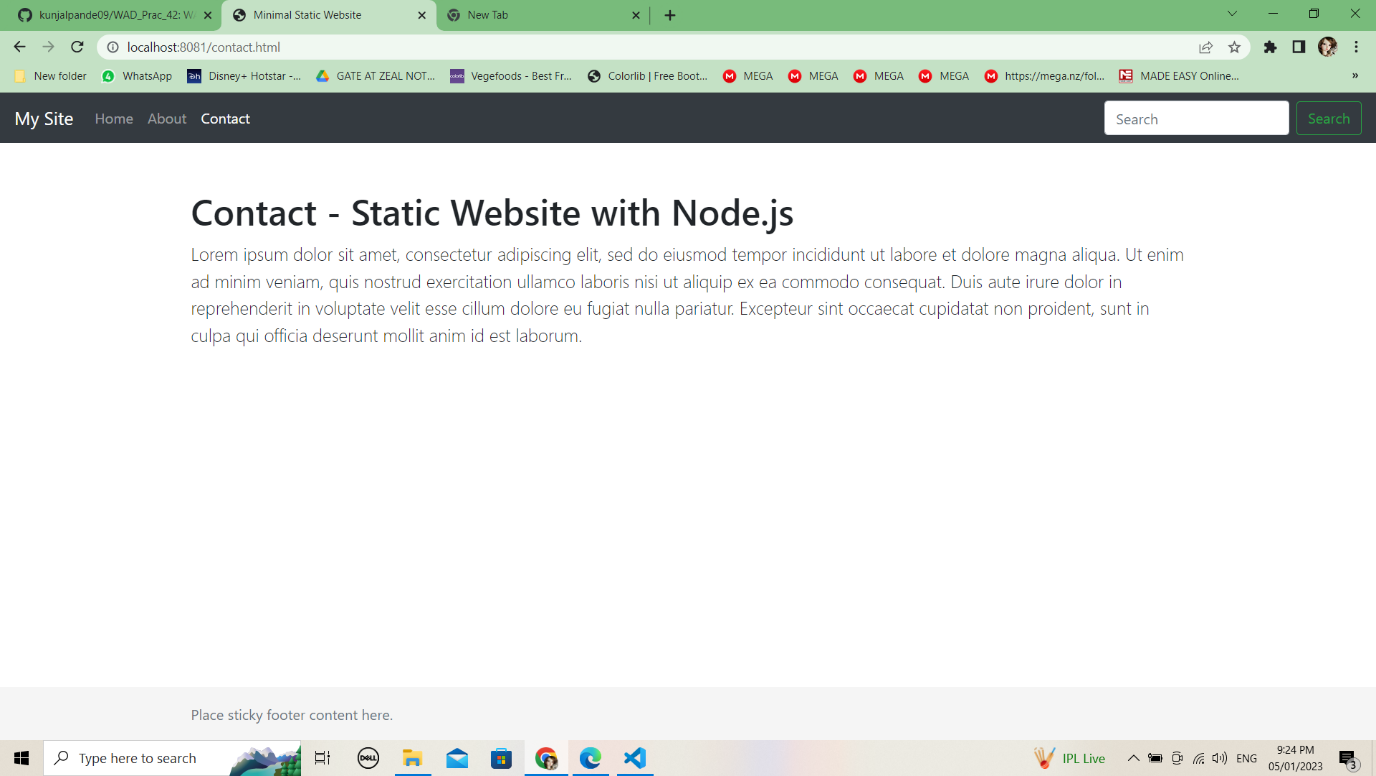 kunjalpande09/WAD_Prac_42: W
Minimal Static Website
New Tab
localhost:8081/contact.html
New folder WhatsApp Disney+ Hotstar -... GATE AT ZEAL NOT... Vegefoods - Best Fr... Colorlib | Free Boot... MEGA MEGA MEGA MEGA https://mega.nz/fol... MADE EASY Online... »
My Site Home About Contact Search Search
Contact - Static Website with Node.js
Lorem ipsum dolor sit amet, consectetur adipiscing elit, sed do eiusmod tempor incididunt ut labore et dolore magna aliqua. Ut enim
ad minim veniam, quis nostrud exercitation ullamco laboris nisi ut aliquip ex ea commodo consequat. Duis aute irure dolor in
reprehenderit in voluptate velit esse cillum dolore eu fugiat nulla pariatur. Excepteur sint occaecat cupidatat non proident, sunt in
culpa qui officia deserunt mollit anim id est laborum.
Place sticky footer content here.
Type here to search
DELL
IPL Live
ENG
9:24 PM
05/01/2023
3